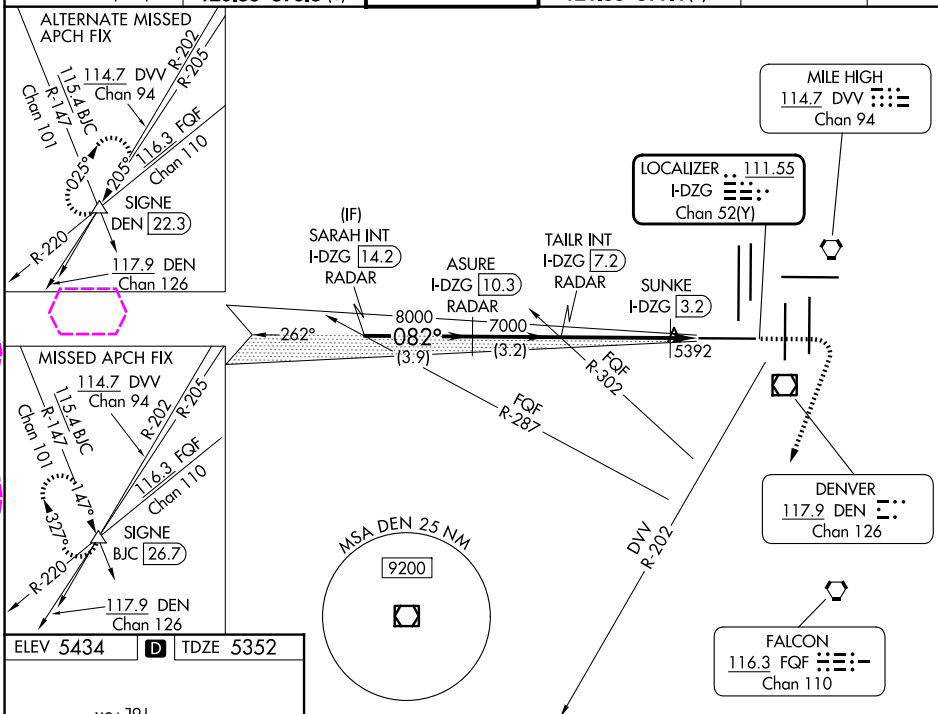 ALTERNATE MISSED
APCH FIX
R-202
R-205
114.7 DVV
Chan 94
115.4 BJC
R-147
Chan 101
116.3 FQF
Chan 110
025°
205°
SIGNE
DEN 22.3
R-220
117.9 DEN
Chan 126
MISSED APCH FIX
114.7 DVV
Chan 94
R-202
R-205
115.4 BJC
R-147
Chan 101
116.3 FQF
Chan 110
147°
327°
SIGNE
BJC 26.7
R-220
117.9 DEN
Chan 126
ELEV 5434
D
TDZE 5352
MILE HIGH
114.7 DVV
Chan 94
LOCALIZER 111.55
I-DZG
Chan 52(Y)
(IF)
SARAH INT
I-DZG 14.2
RADAR
ASURE
I-DZG 10.3
RADAR
TAILR INT
I-DZG 7.2
RADAR
SUNKE
I-DZG 3.2
262°
8000
082°
(3.9)
7000
(3.2)
5392
FQF
R-302
FQF
R-287
DVV
R-202
DENVER
117.9 DEN
Chan 126
MSA DEN 25 NM
9200
FALCON
116.3 FQF
Chan 110